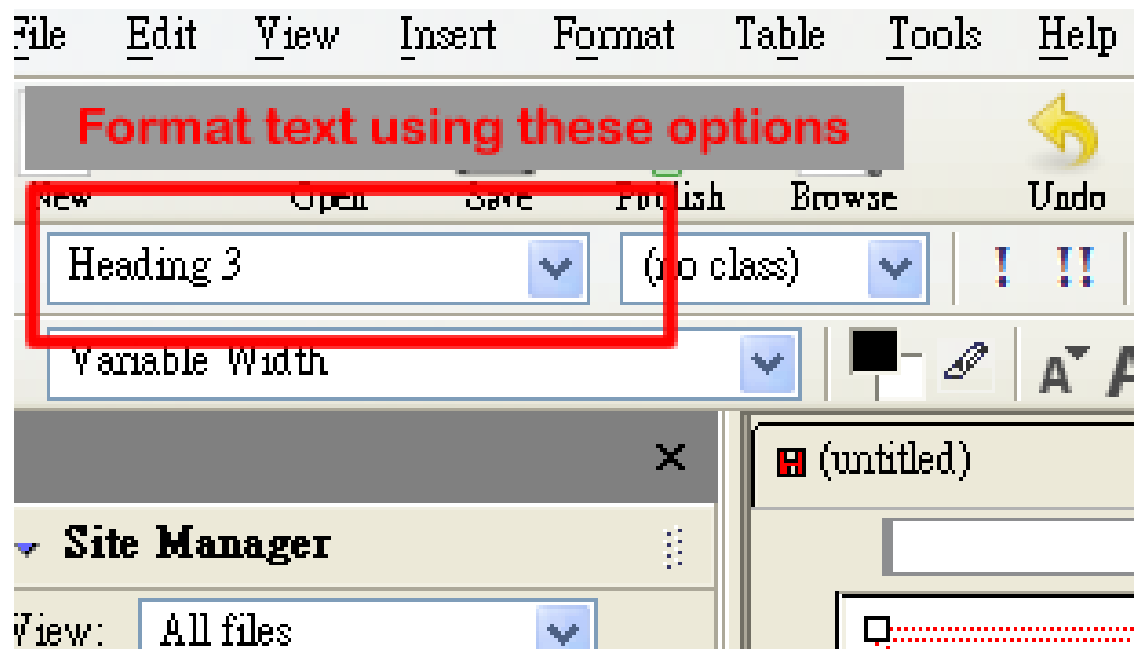 File Edit View Insert Format Table Tools Help
Format text using these options
New Open Save Publish Browse Undo
Heading 3 (no class) ! !!
Variable Width A A
(untitled)
Site Manager
View: All files